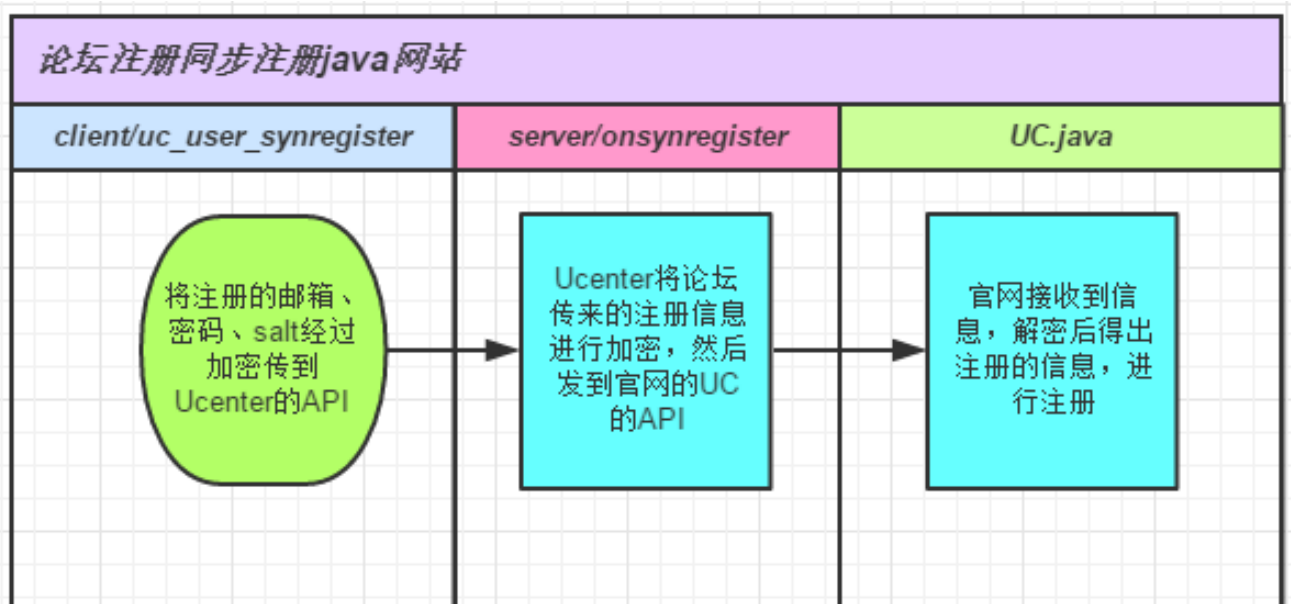 论坛注册同步注册java网站
client/uc_user_synregister
server/onsynregister
UC.java
将注册的邮箱、
密码、salt经过
加密传到
Ucenter的API
Ucenter将论坛
传来的注册信息
进行加密，然后
发到官网的UC
的API
官网接收到信
息，解密后得出
注册的信息，进
行注册